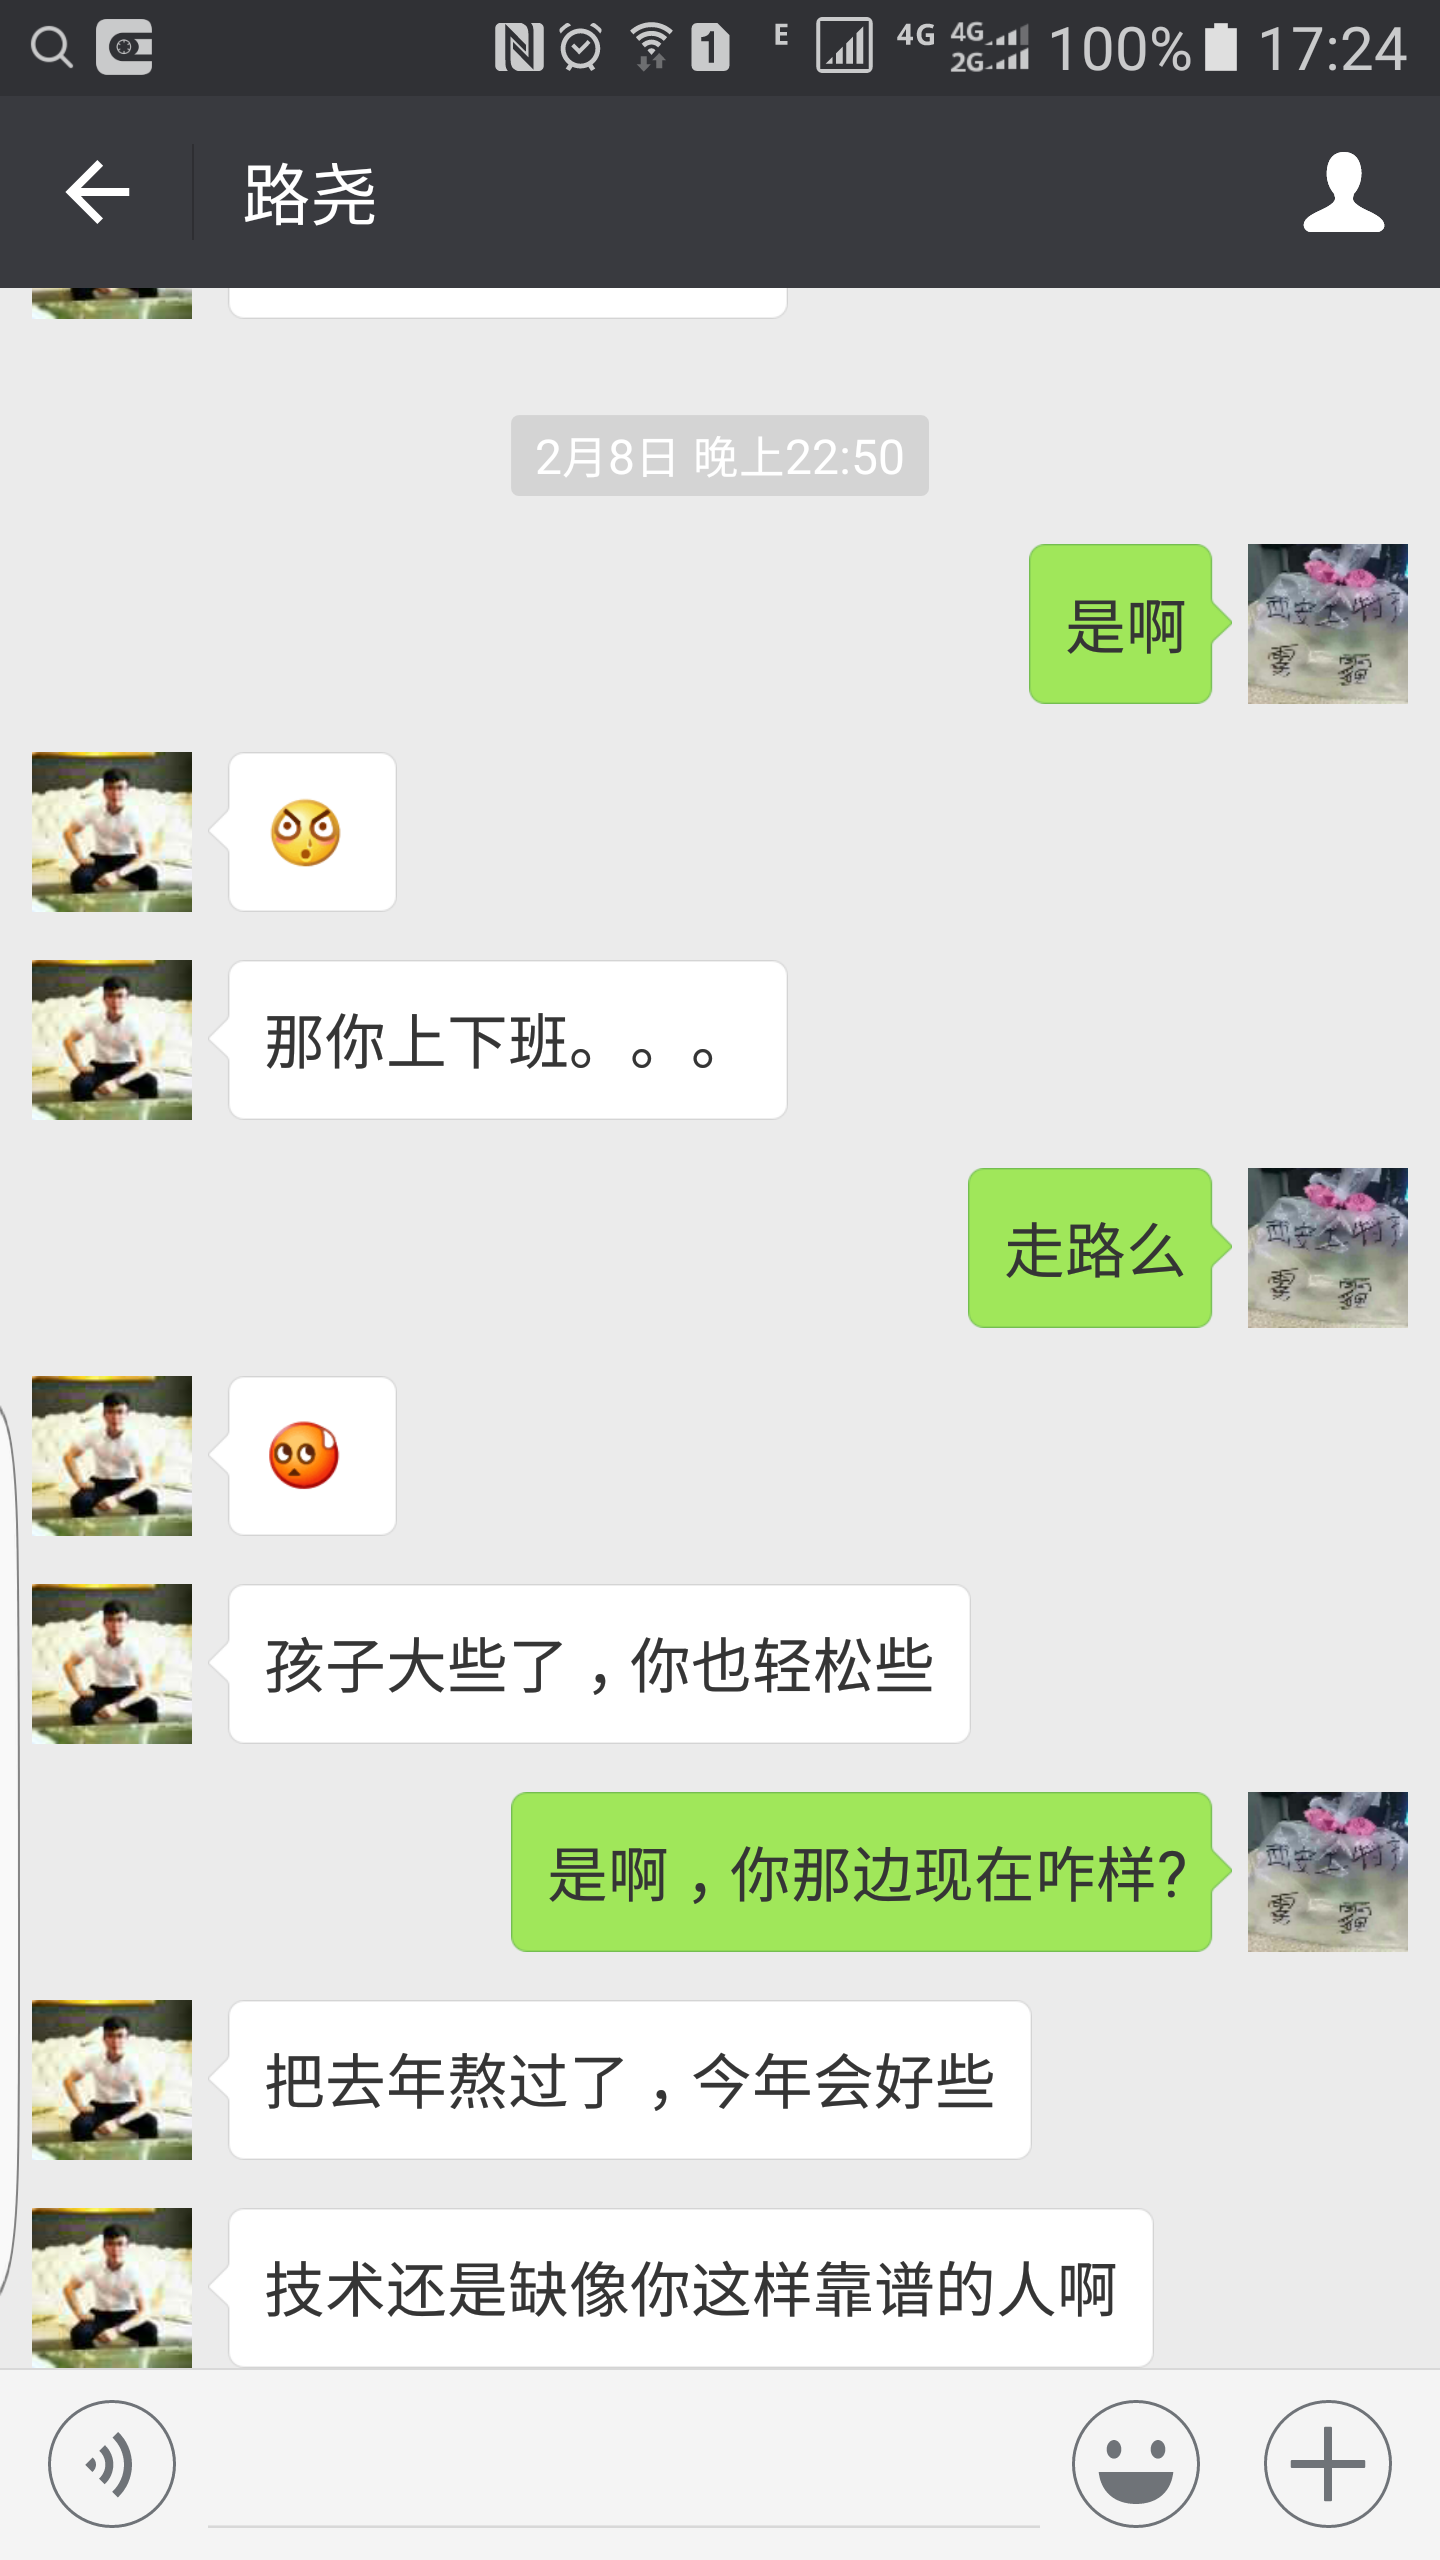 1 E 4G 4G 2G 100% 17:24
路尧
2月8日 晚上22:50
是啊
那你上下班。。。
走路么
孩子大些了，你也轻松些
是啊，你那边现在咋样?
把去年熬过了，今年会好些
技术还是缺像你这样靠谱的人啊